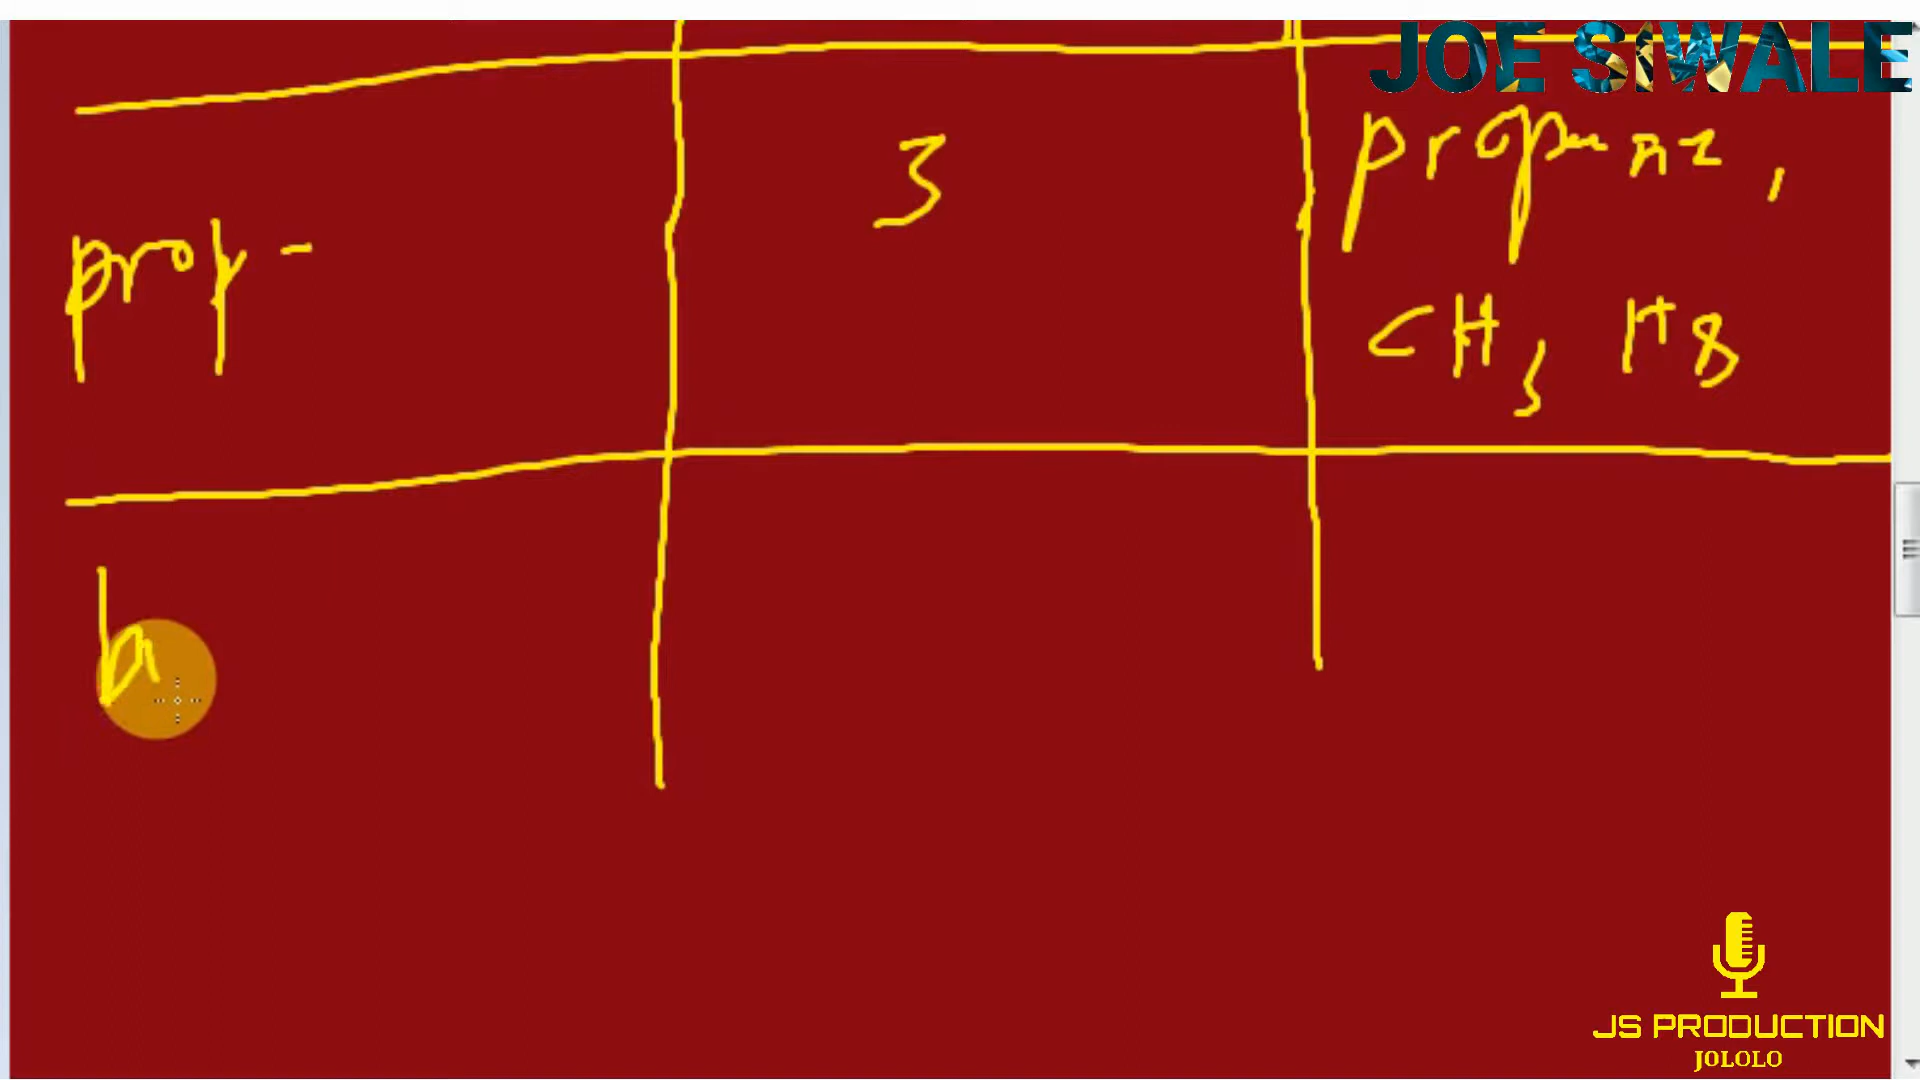 JOE SIWALE
prop- 3 propane,
CH3 H8
b
JS PRODUCTION
JOLOLO